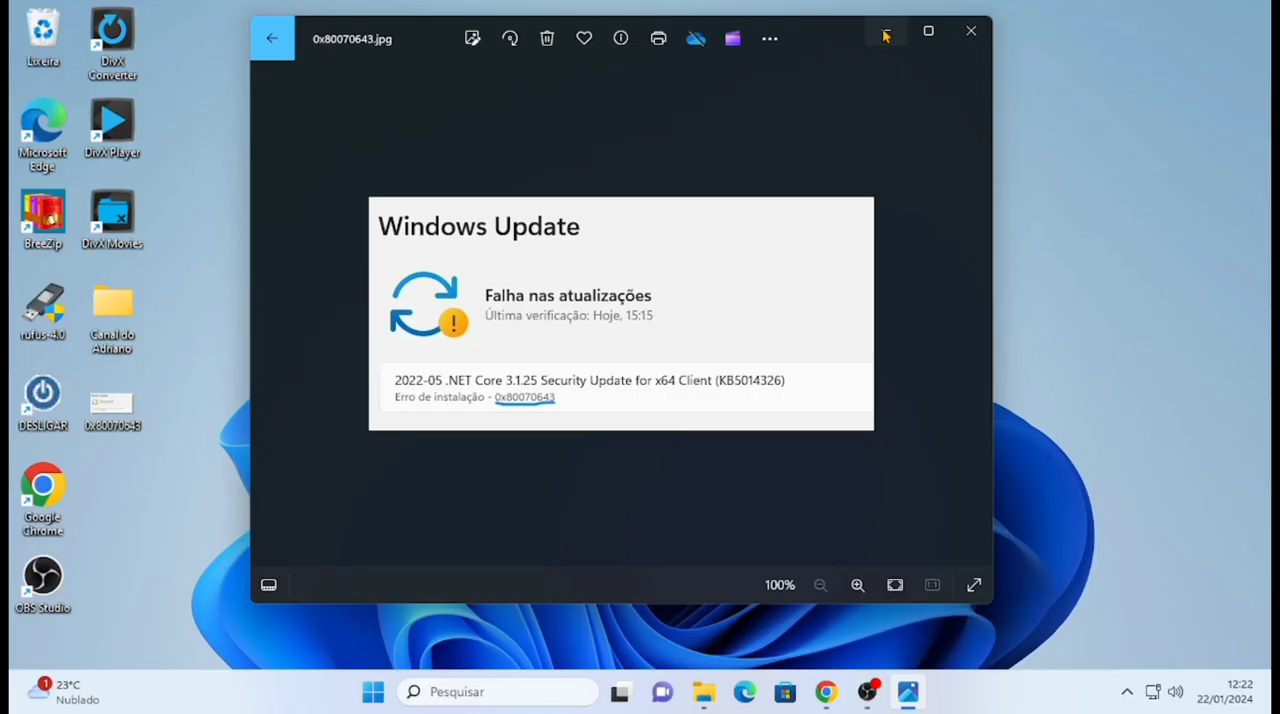 Lixeira
DivX
Converter
Microsoft
Edge
DivX Player
BreeZip
DivX Movies
rufus-4.0
Canal do
Adriano
DESLIGAR
0x80070643
Google
Chrome
OBS Studio
0x80070643.jpg
Windows Update
Falha nas atualizações
Última verificação: Hoje, 15:15
2022-05 .NET Core 3.1.25 Security Update for x64 Client (KB5014326)
Erro de instalação - 0x80070643
100%
1:1
1
23°C
Nublado
Pesquisar
12:22
22/01/2024